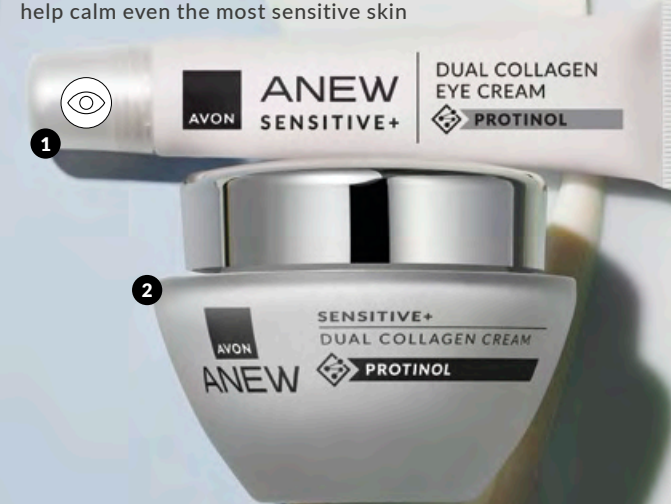 help calm even the most sensitive skin
AVON
ANEW
SENSITIVE+
DUAL COLLAGEN
EYE CREAM
PROTINOL
1
2
AVON
ANEW
SENSITIVE+
DUAL COLLAGEN CREAM
PROTINOL